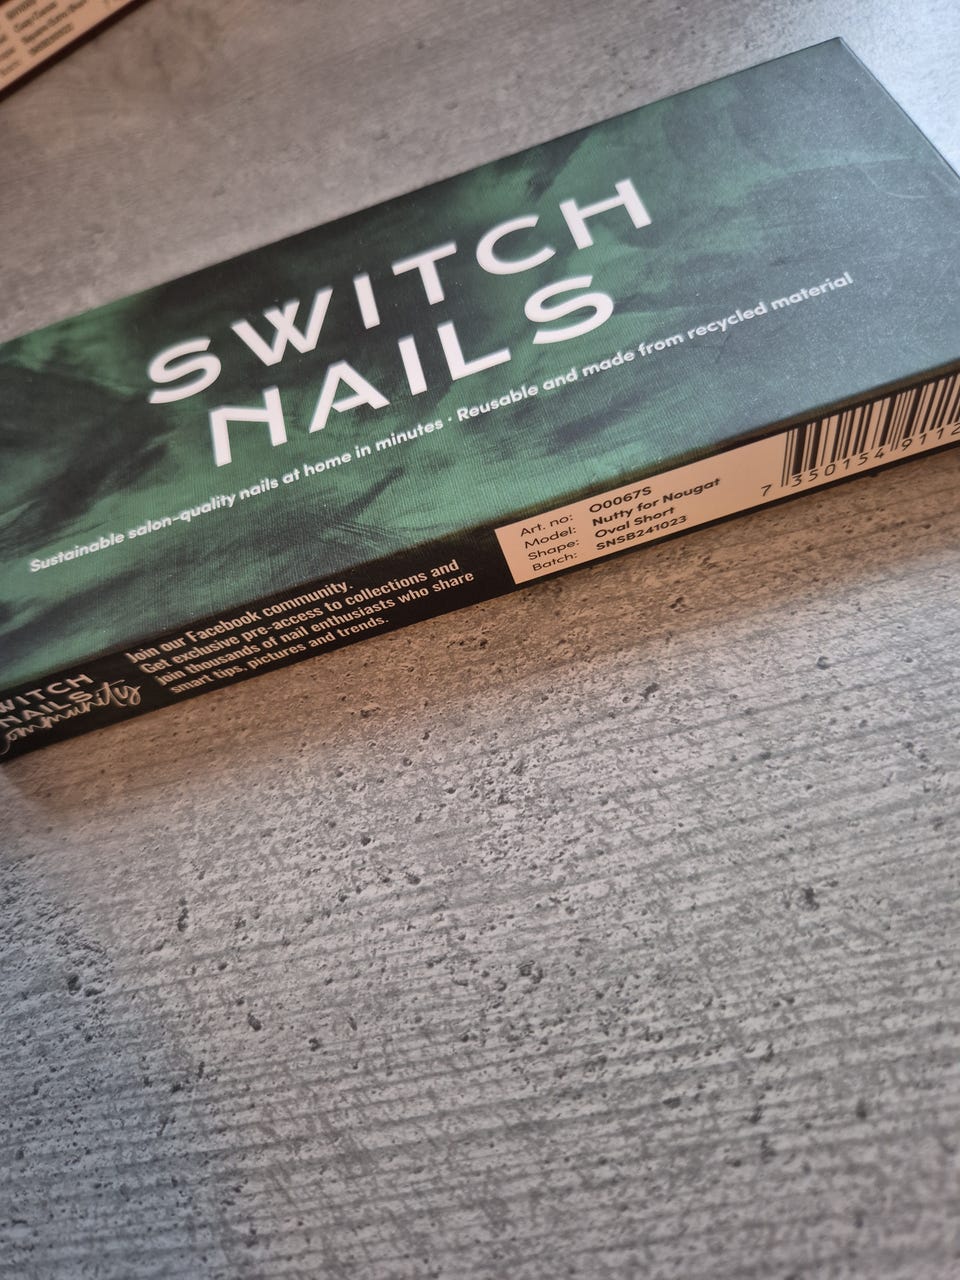 SWITCH
NAILS
Sustainable salon-quality nails at home in minutes · Reusable and made from recycled material
Art. no: O0067S
Model: Nutty for Nougat
Shape: Oval Short
Batch: SNSB241023
7 350154 9112
WITCH
NAILS
community
Join our Facebook community.
Get exclusive pre-access to collections and
join thousands of nail enthusiasts who share
smart tips, pictures and trends.